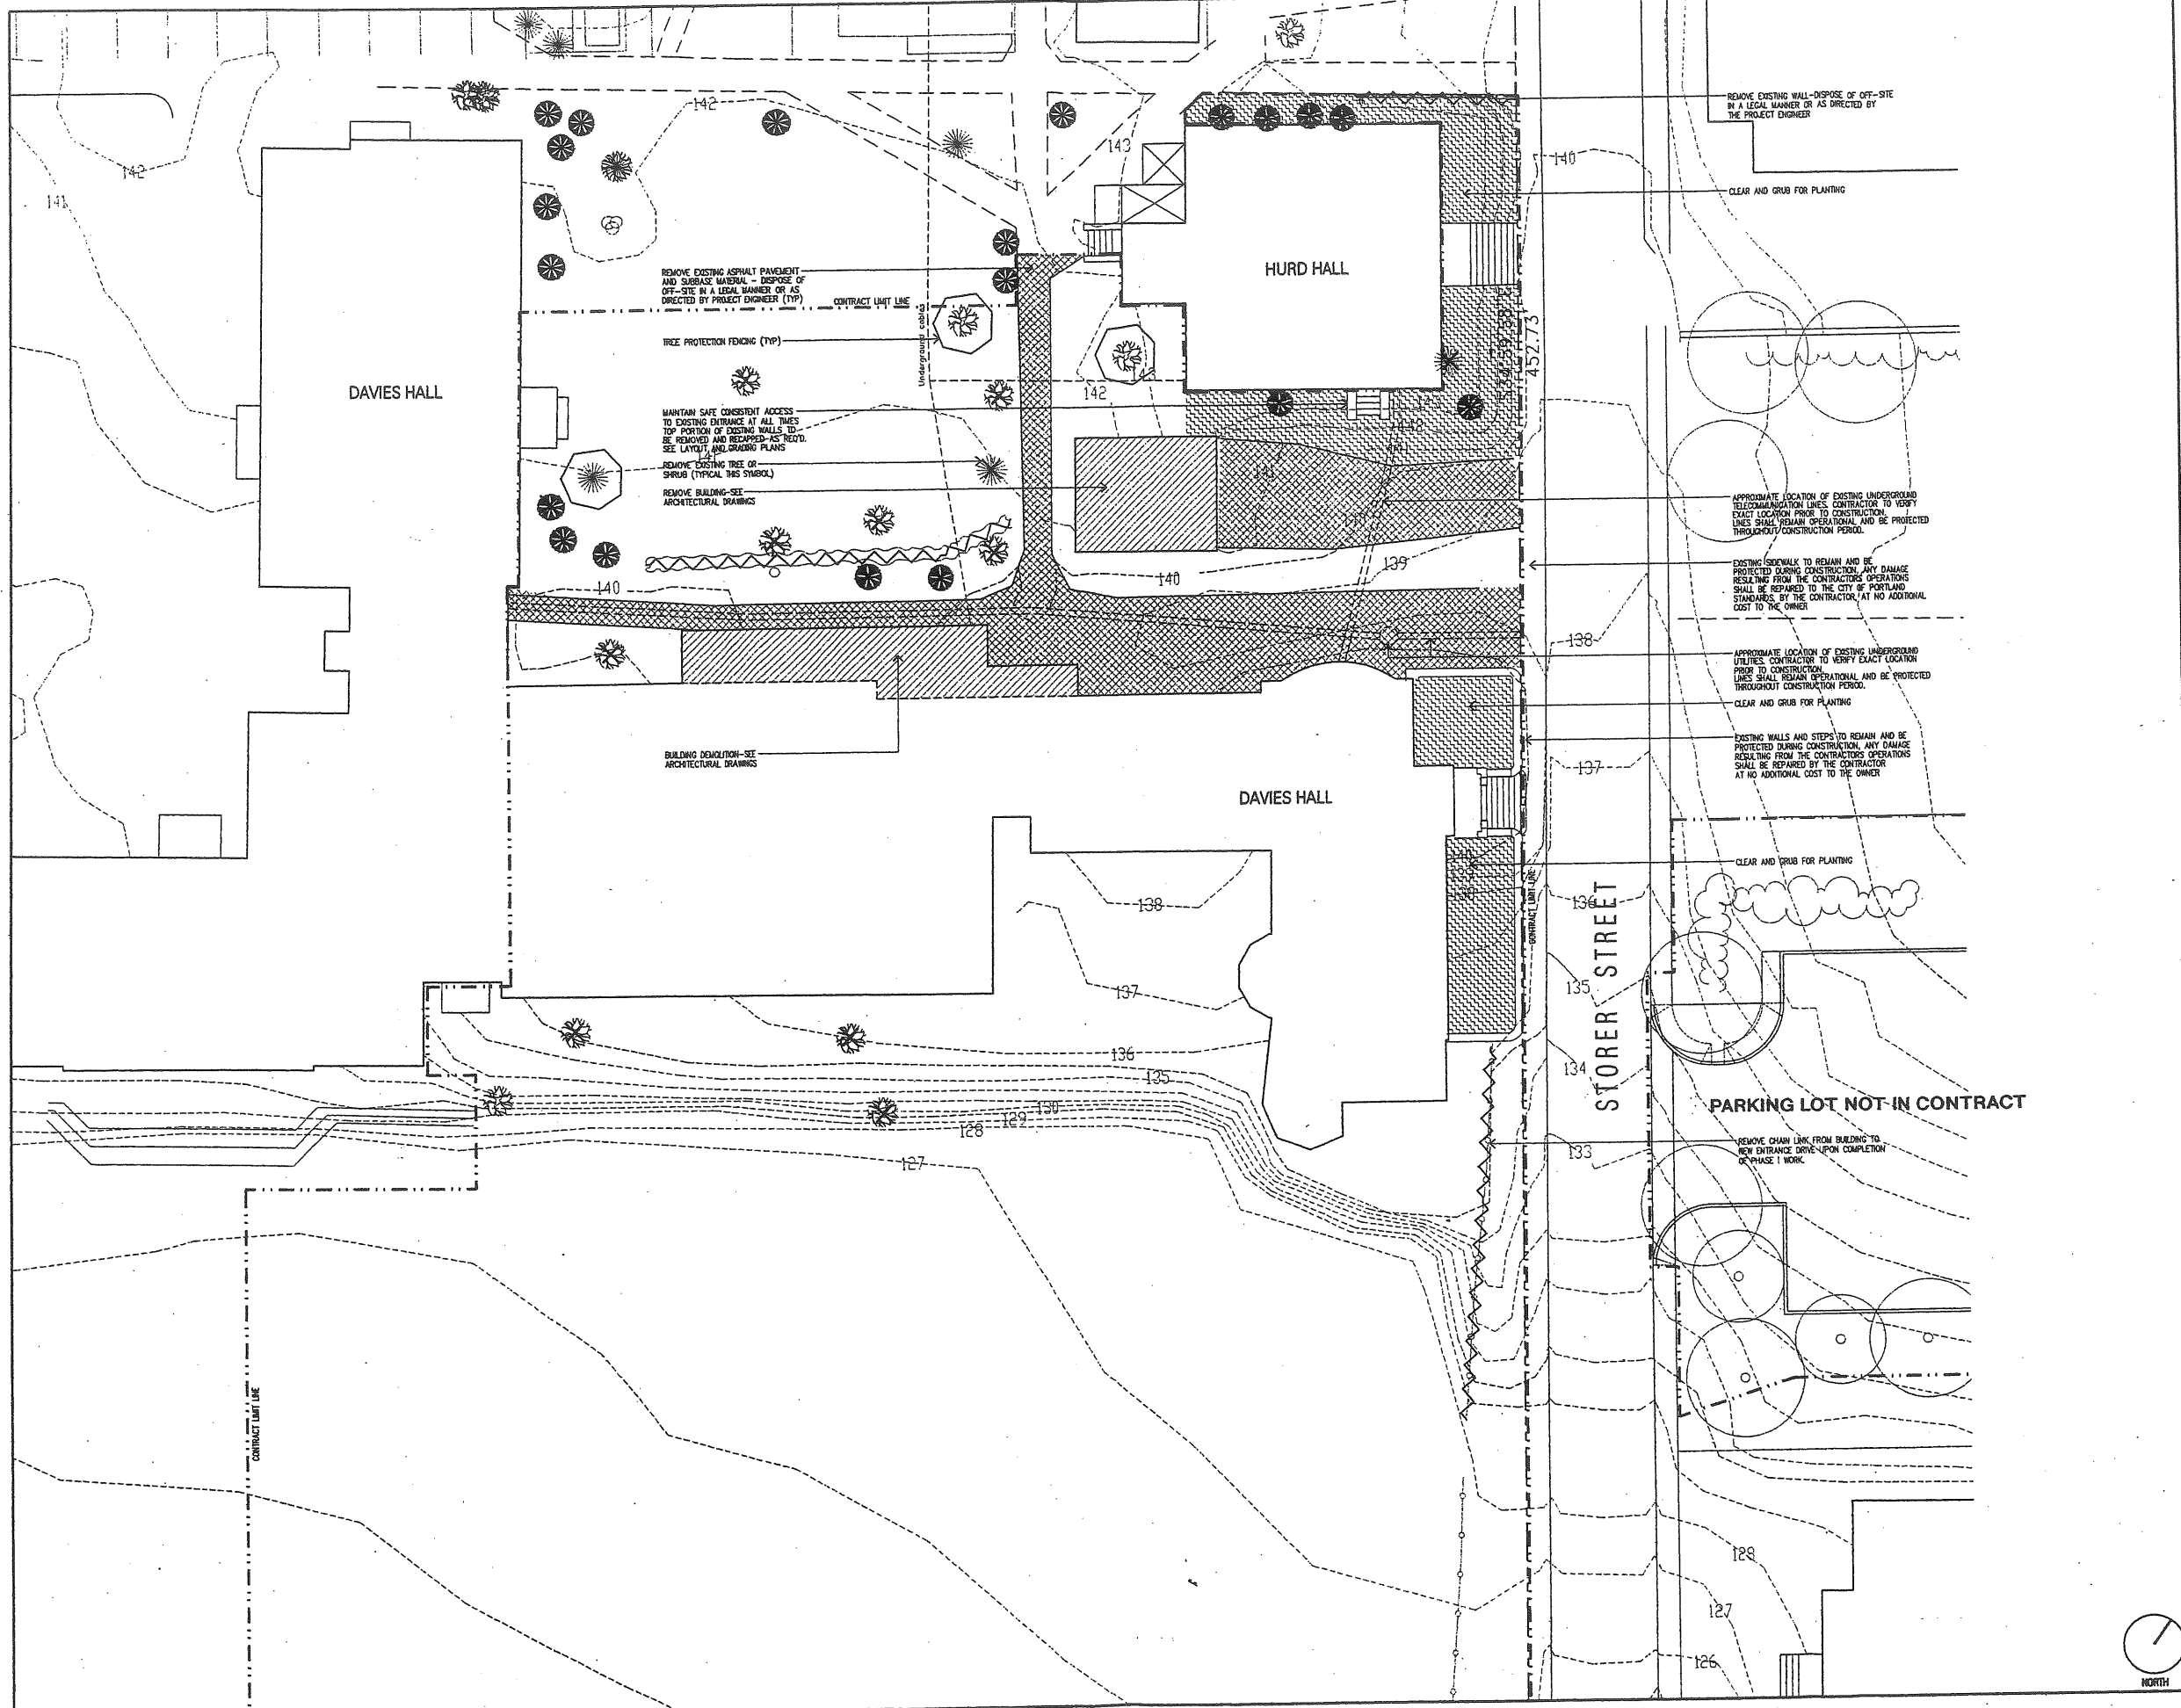 142
143
140
142
141
REMOVE EXISTING WALL-DISPOSE OF OFF-SITE
IN A LEGAL MANNER OR AS DIRECTED BY
THE PROJECT ENGINEER
CLEAR AND GRUB FOR PLANTING
HURD HALL
REMOVE EXISTING ASPHALT PAVEMENT
AND SUBBASE MATERIAL - DISPOSE OF
OFF-SITE IN A LEGAL MANNER OR AS
DIRECTED BY PROJECT ENGINEER (TYP)
CONTRACT LIMIT LINE
Underground cables
TREE PROTECTION FENCING (TYP)
452.73
143
142
DAVIES HALL
MAINTAIN SAFE CONSISTENT ACCESS
TO EXISTING ENTRANCE AT ALL TIMES
TOP PORTION OF EXISTING WALLS TO
BE REMOVED AND RECAPPED AS REQ'D.
SEE LAYOUT AND GRADING PLANS
141
REMOVE EXISTING TREE OR
SHRUB (TYPICAL THIS SYMBOL)
REMOVE BUILDING-SEE
ARCHITECTURAL DRAWINGS
141
APPROXIMATE LOCATION OF EXISTING UNDERGROUND
TELECOMMUNICATION LINES. CONTRACTOR TO VERIFY
EXACT LOCATION PRIOR TO CONSTRUCTION.
LINES SHALL REMAIN OPERATIONAL AND BE PROTECTED
THROUGHOUT CONSTRUCTION PERIOD.
140
140
139
EXISTING SIDEWALK TO REMAIN AND BE
PROTECTED DURING CONSTRUCTION, ANY DAMAGE
RESULTING FROM THE CONTRACTORS OPERATIONS
SHALL BE REPAIRED TO THE CITY OF PORTLAND
STANDARDS, BY THE CONTRACTOR, AT NO ADDITIONAL
COST TO THE OWNER
138
APPROXIMATE LOCATION OF EXISTING UNDERGROUND
UTILITIES. CONTRACTOR TO VERIFY EXACT LOCATION
PRIOR TO CONSTRUCTION.
LINES SHALL REMAIN OPERATIONAL AND BE PROTECTED
THROUGHOUT CONSTRUCTION PERIOD.
CLEAR AND GRUB FOR PLANTING
BUILDING DEMOLITION-SEE
ARCHITECTURAL DRAWINGS
EXISTING WALLS AND STEPS TO REMAIN AND BE
PROTECTED DURING CONSTRUCTION, ANY DAMAGE
RESULTING FROM THE CONTRACTORS OPERATIONS
SHALL BE REPAIRED BY THE CONTRACTOR
AT NO ADDITIONAL COST TO THE OWNER
137
DAVIES HALL
CLEAR AND GRUB FOR PLANTING
138
136
CONTRACT LIMIT LINE
STORER STREET
137
135
136
135
134
130
129
128
127
133
PARKING LOT NOT IN CONTRACT
REMOVE CHAIN LINK FROM BUILDING TO
NEW ENTRANCE DRIVE UPON COMPLETION
OF PHASE 1 WORK.
CONTRACT LIMIT LINE
128
127
126
NORTH